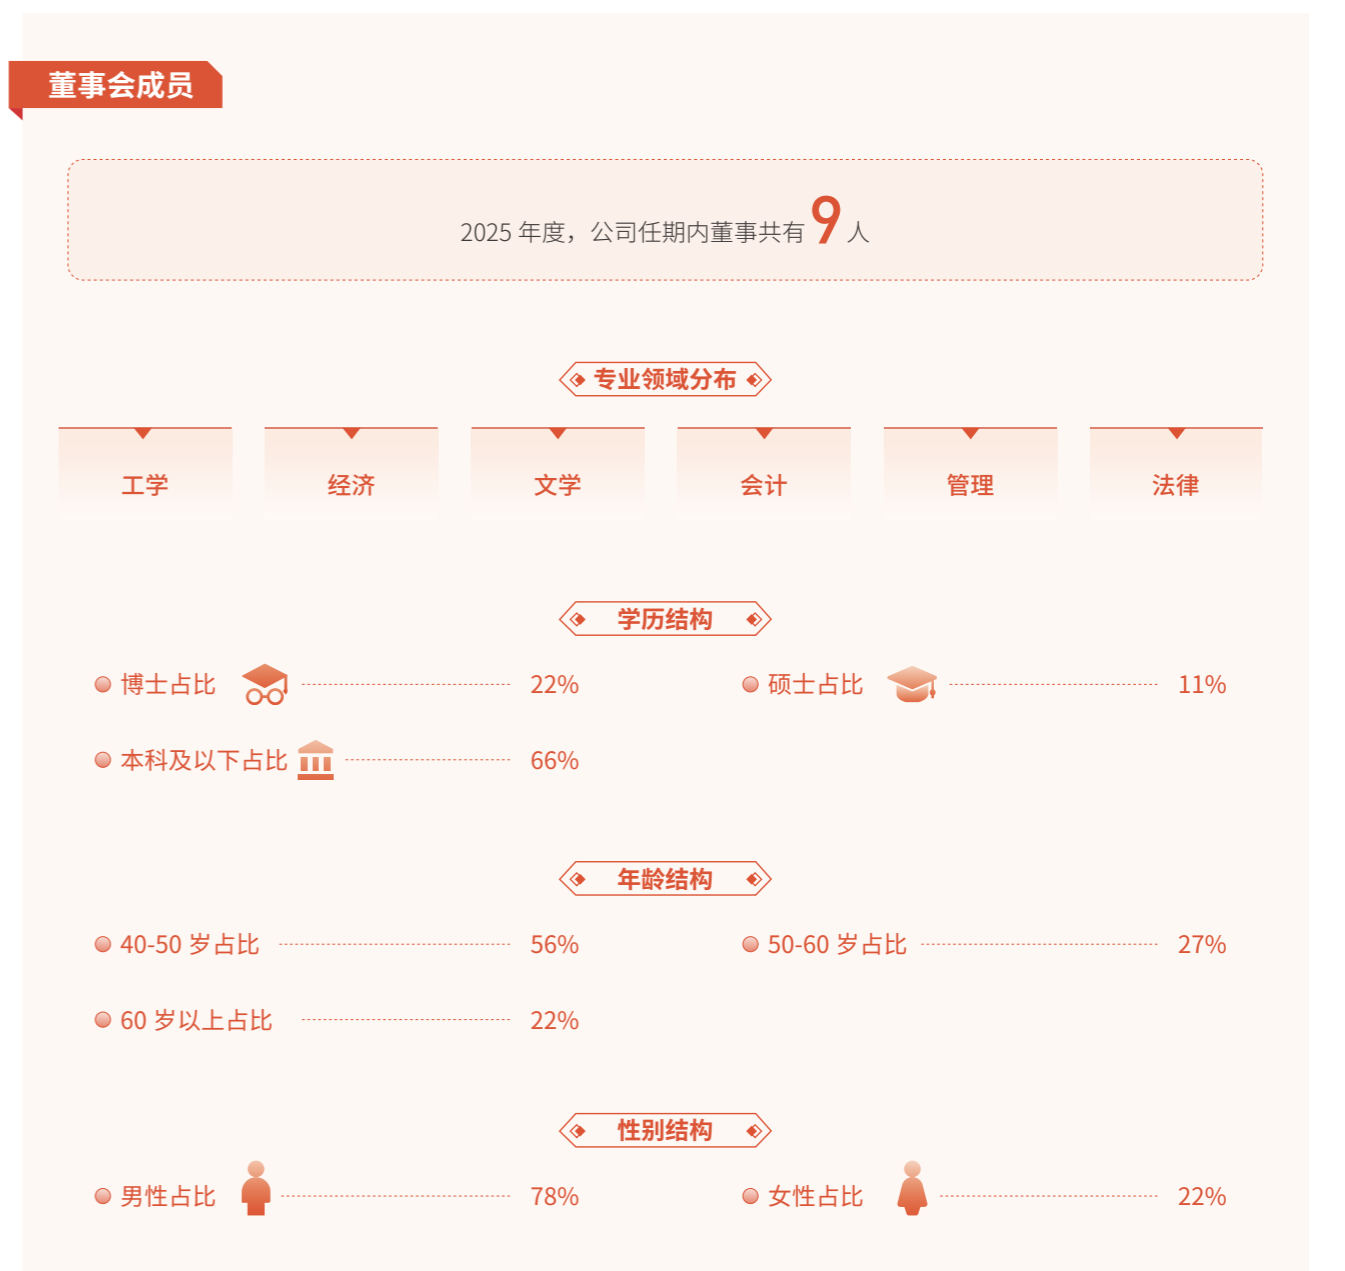 董事会成员
2025 年度，公司任期内董事共有 9 人
专业领域分布
工学 经济 文学 会计 管理 法律
学历结构
博士占比 22% 硕士占比 11%
本科及以下占比 66%
年龄结构
40-50 岁占比 56% 50-60 岁占比 27%
60 岁以上占比 22%
性别结构
男性占比 78% 女性占比 22%